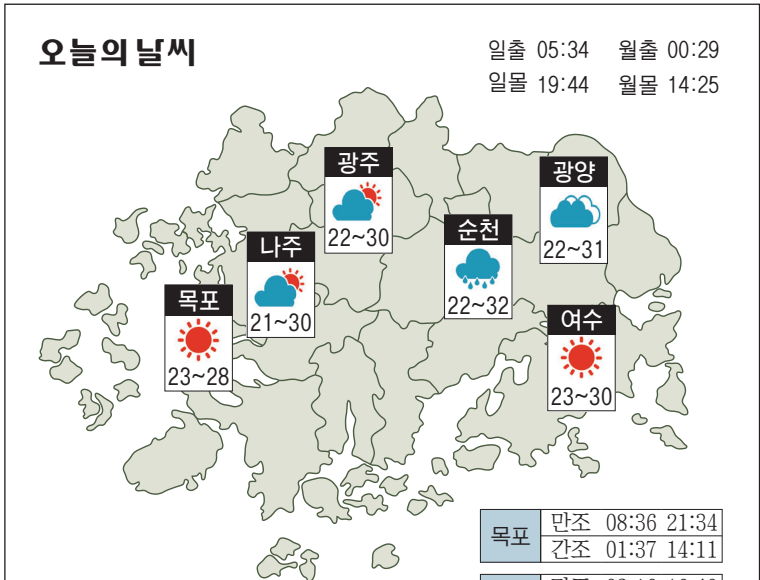 오늘의 날씨
일출 05:34 월출 00:29
일몰 19:44 월몰 14:25
광주
22~30
광양
22~31
순천
22~32
나주
21~30
목포
23~28
여수
23~30
목포
만조 08:36 21:34
간조 01:37 14:11